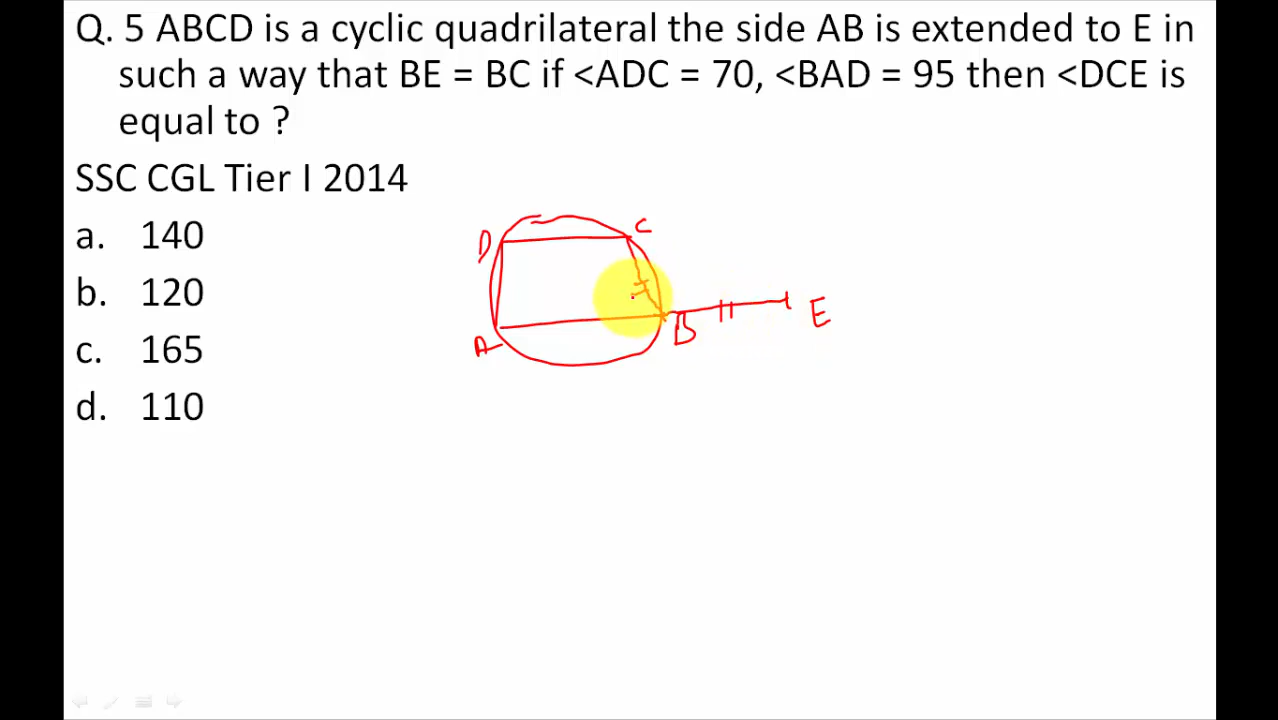 Q. 5 ABCD is a cyclic quadrilateral the side AB is extended to E in
such a way that BE = BC if <ADC = 70, <BAD = 95 then <DCE is
equal to ?
SSC CGL Tier I 2014
a. 140
b. 120
c. 165
d. 110
D C
A B E